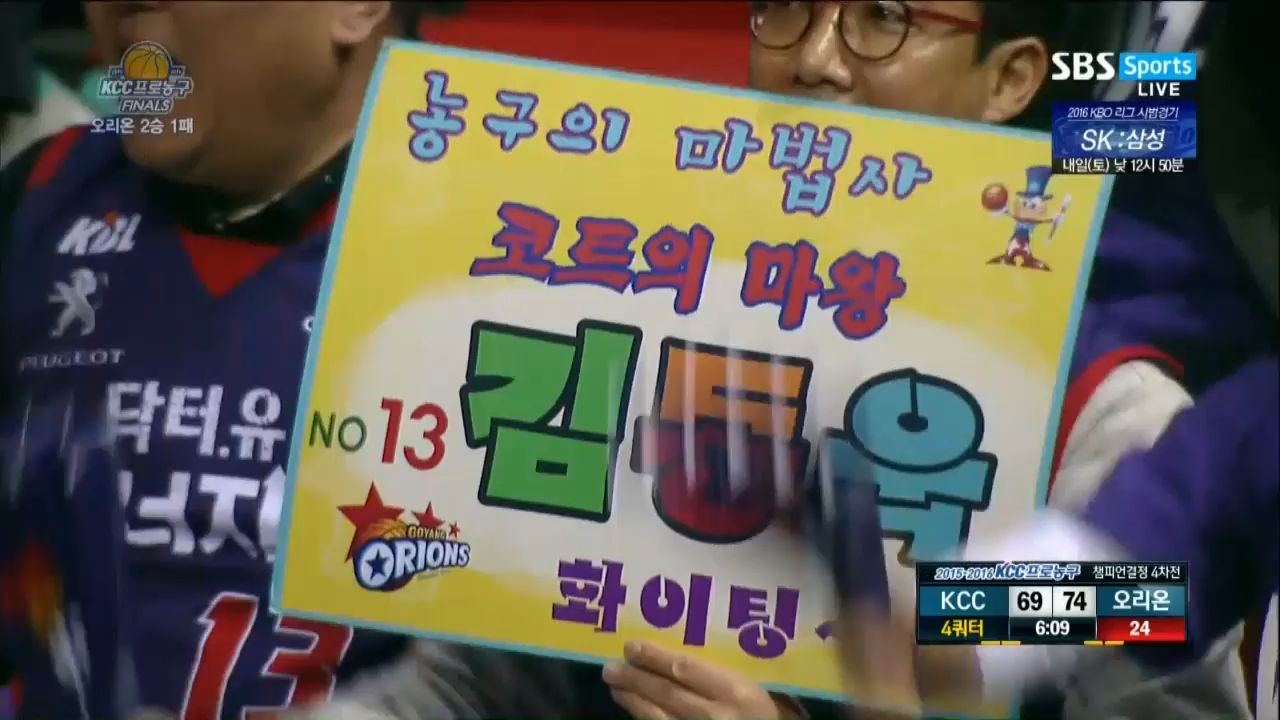 KCC프로농구
FINALS
오리온 2승 1패
SBS Sports
LIVE
2016 KBO 리그 시범경기
SK:삼성
내일(토) 낮 12시 50분
농구의 마법사
코트의 마왕
NO 13 김동욱
GOYANG
ORIONS
화이팅
KBL
PEUGEOT
닥터.유
13
2015-2016 KCC프로농구 챔피언결정 4차전
KCC 69 74 오리온
4쿼터 6:09 24